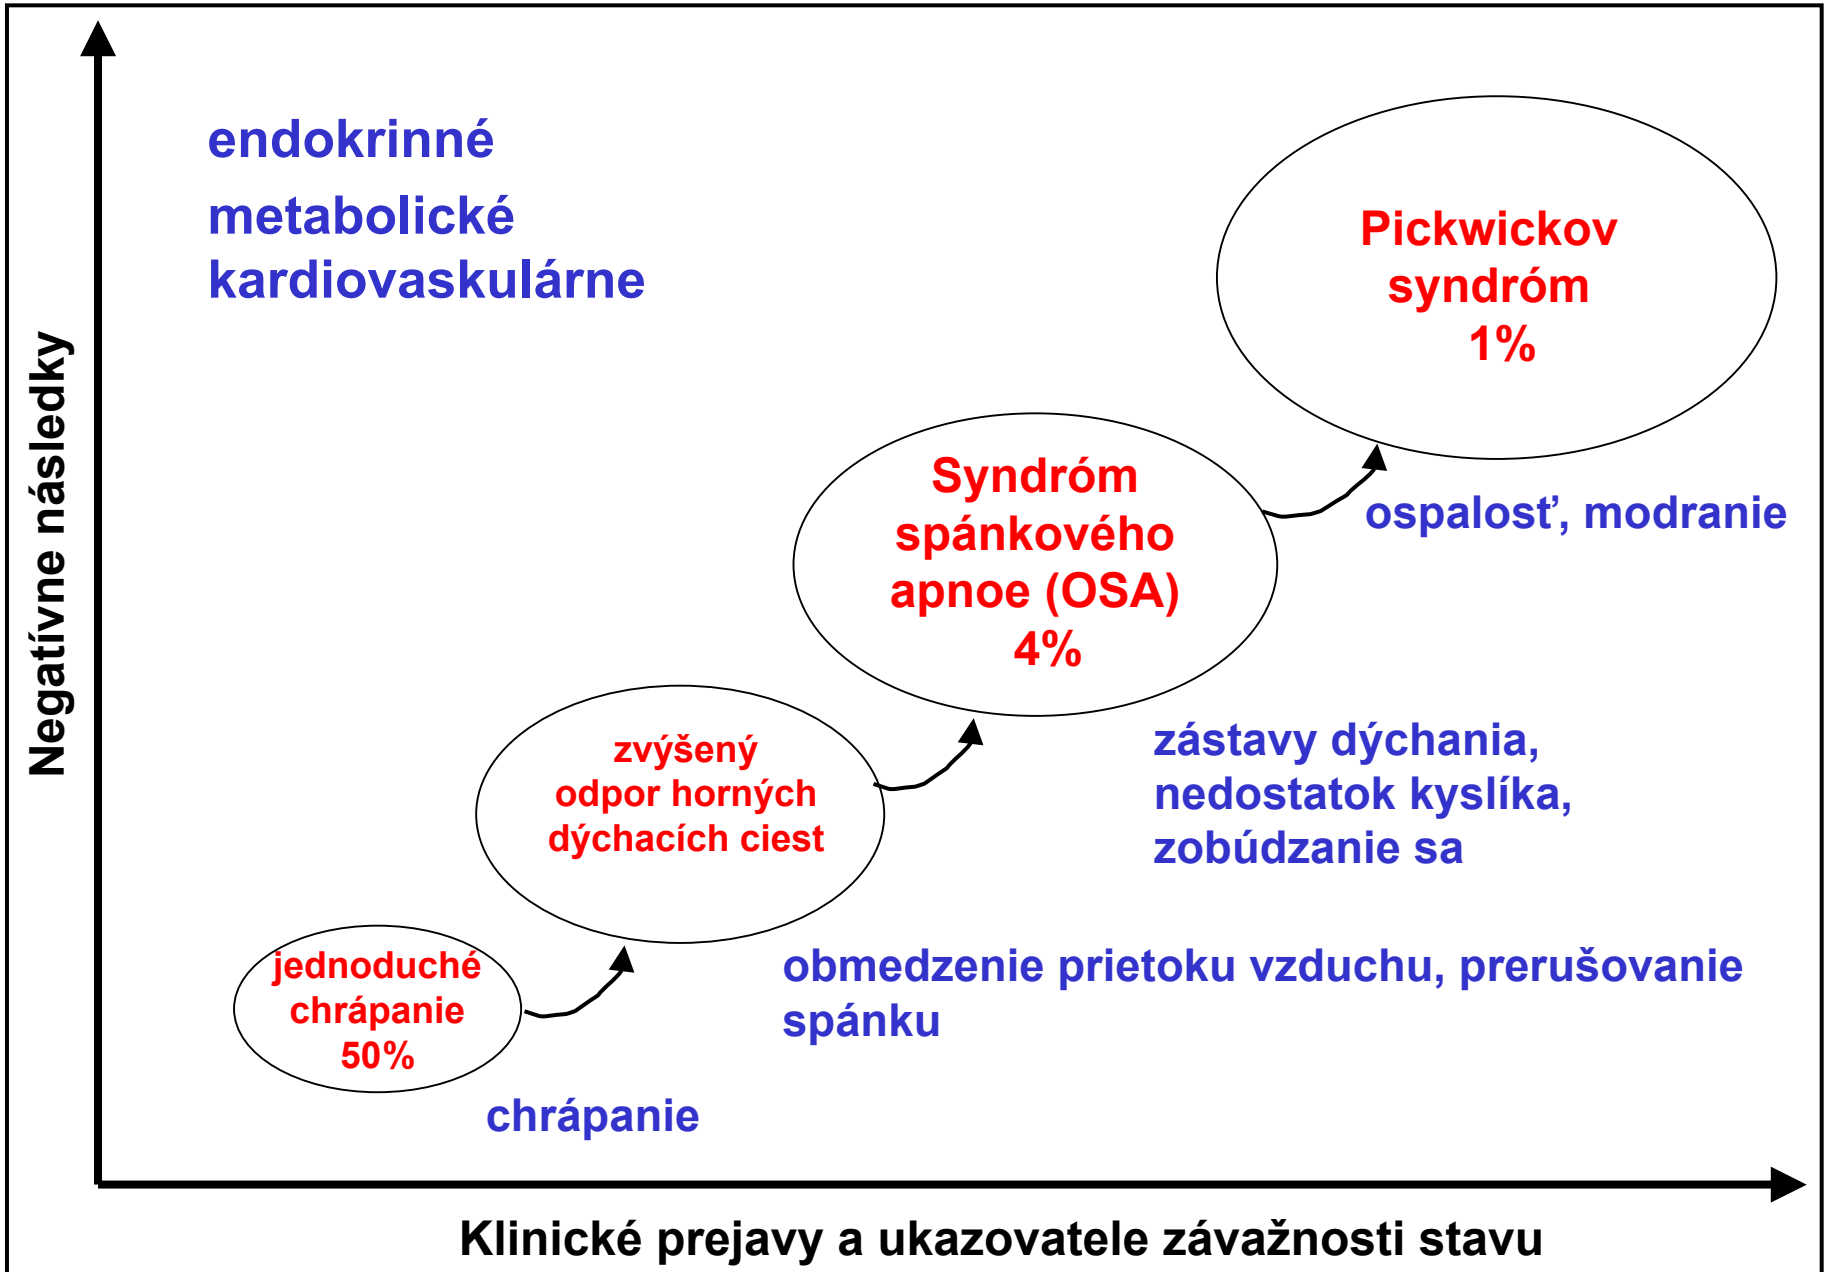 endokrinné
metabolické
kardiovaskulárne
Pickwickov
syndróm
1%
Negatívne následky
Syndróm
spánkového
apnoe (OSA)
4%
ospalosť, modranie
zvýšený
odpor horných
dýchacích ciest
zástavy dýchania,
nedostatok kyslíka,
zobúdzanie sa
jednoduché
chrápanie
50%
obmedzenie prietoku vzduchu, prerušovanie
spánku
chrápanie
Klinické prejavy a ukazovatele závažnosti stavu